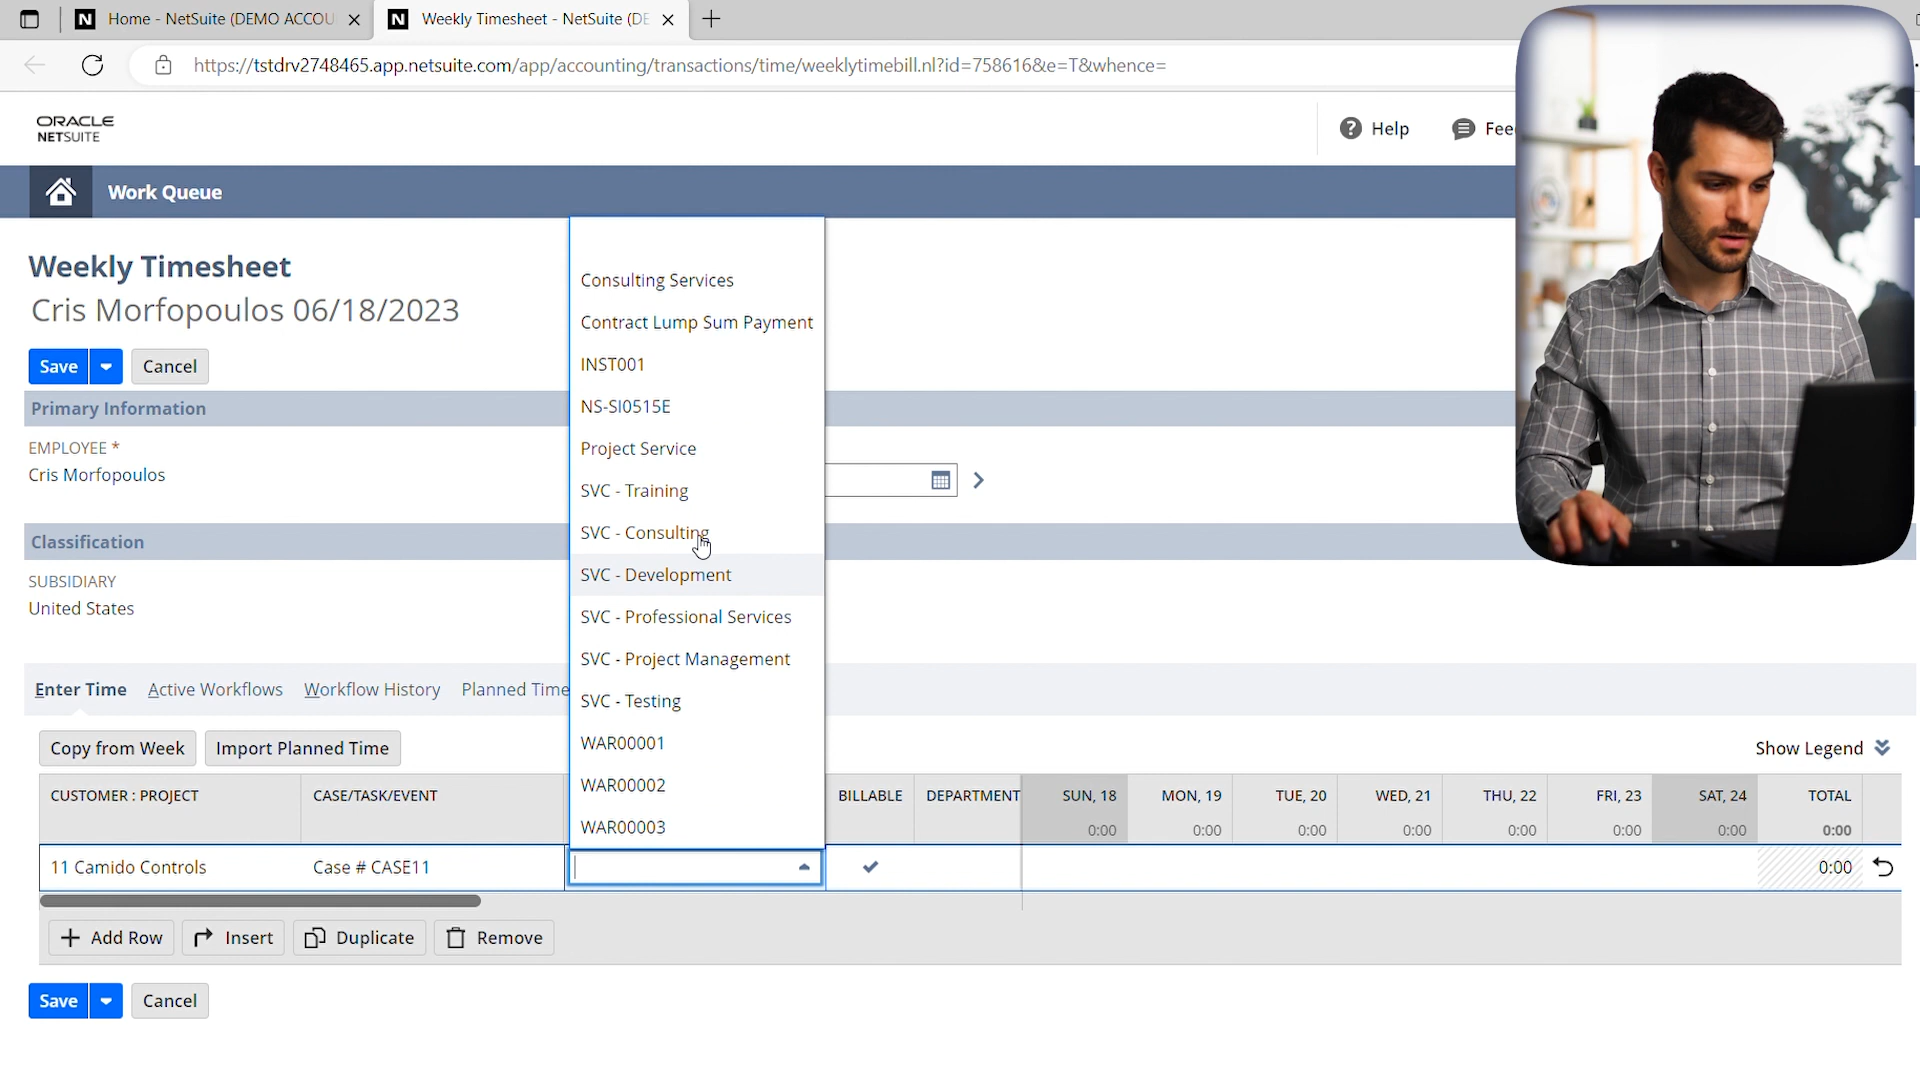 Home - NetSuite (DEMO ACCOU
Weekly Timesheet - NetSuite (DE
https://tstdrv2748465.app.netsuite.com/app/accounting/transactions/time/weeklytimebill.nl?id=758616&e=T&whence=
ORACLE
NETSUITE
Help
Fee
Work Queue
Weekly Timesheet
Cris Morfopoulos 06/18/2023
Save
Cancel
Primary Information
EMPLOYEE *
Cris Morfopoulos
Classification
SUBSIDIARY
United States
Consulting Services
Contract Lump Sum Payment
INST001
NS-SI0515E
Project Service
SVC - Training
SVC - Consulting
SVC - Development
SVC - Professional Services
SVC - Project Management
SVC - Testing
WAR00001
WAR00002
WAR00003
Enter Time Active Workflows Workflow History Planned Time
Copy from Week Import Planned Time Show Legend
CUSTOMER : PROJECT CASE/TASK/EVENT BILLABLE DEPARTMENT SUN, 18 MON, 19 TUE, 20 WED, 21 THU, 22 FRI, 23 SAT, 24 TOTAL
0:00 0:00 0:00 0:00 0:00 0:00 0:00 0:00
11 Camido Controls Case # CASE11 0:00
Add Row Insert Duplicate Remove
Save Cancel